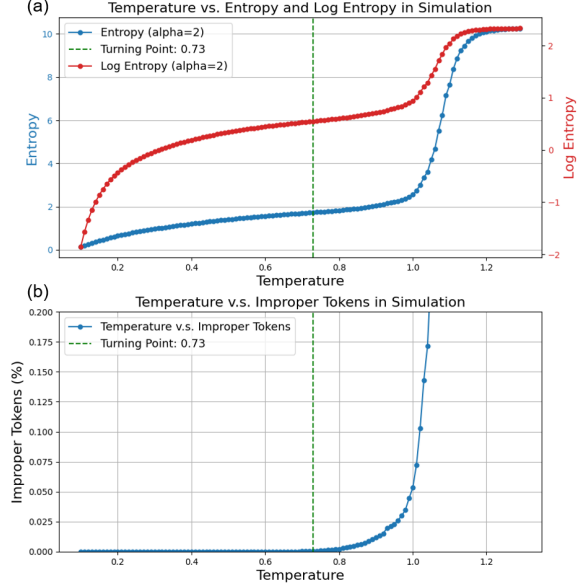 (a)
Temperature vs. Entropy and Log Entropy in Simulation
Entropy (alpha=2)
Turning Point: 0.73
Log Entropy (alpha=2)
Entropy
10
8
6
4
2
0
Log Entropy
2
1
0
−1
−2
0.2 0.4 0.6 0.8 1.0 1.2
Temperature
(b)
Temperature v.s. Improper Tokens in Simulation
Temperature v.s. Improper Tokens
Turning Point: 0.73
Improper Tokens (%)
0.200
0.175
0.150
0.125
0.100
0.075
0.050
0.025
0.000
0.2 0.4 0.6 0.8 1.0 1.2
Temperature